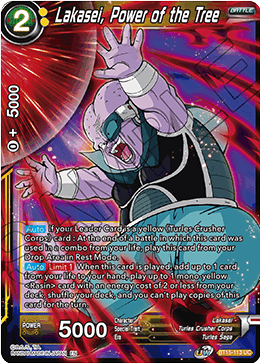 2 Lakasei, Power of the Tree BATTLE
0 + 5000
Auto If your Leader Card is a yellow ‹Turles Crusher
Corps› card : At the end of a battle in which this card was
used in a combo from your life, play this card from your
Drop Area in Rest Mode.
Auto Limit 1 When this card is played, add up to 1 card
from your life to your hand, play up to 1 mono yellow
‹Rasin› card with an energy cost of 2 or less from your
deck, shuffle your deck, and you can't play copies of this
card for the turn.
POWER 5000
Character Lakasei
Special Trait Turles Crusher Corps
Era Turles Saga
BT15-113 UC